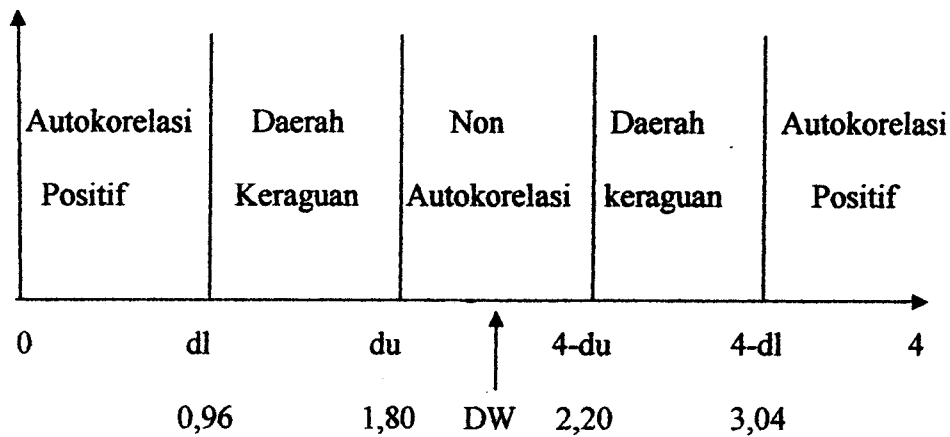 Autokorelasi Daerah Non Daerah Autokorelasi
Positif Keraguan Autokorelasi keraguan Positif
0 dl du 4-du 4-dl 4
0,96 1,80 DW 2,20 3,04